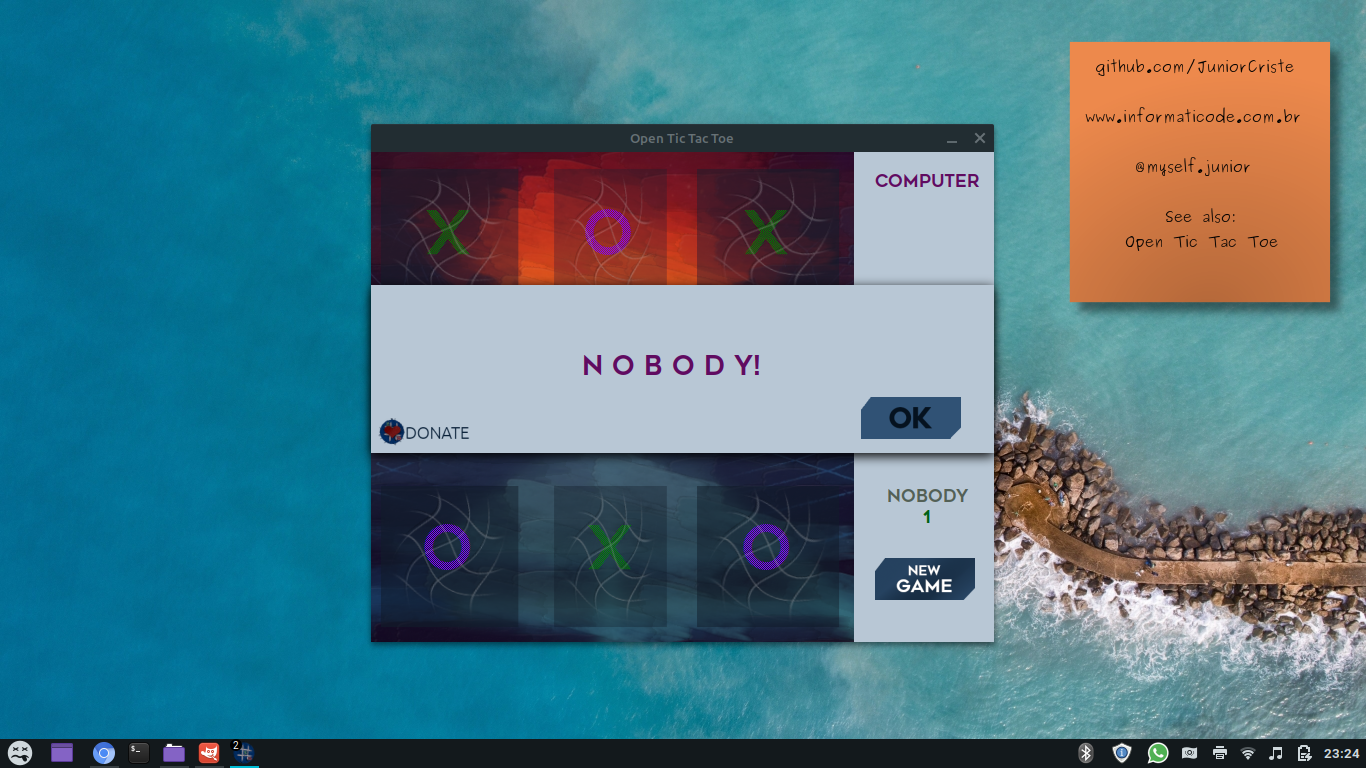 github.com/JuniorCriste
www.informaticode.com.br
@myself.junior
See also:
Open Tic Tac Toe
Open Tic Tac Toe
COMPUTER
X
X
NOBODY!
OK
DONATE
NOBODY
1
O
X
O
NEW
GAME
$_
2
23:24